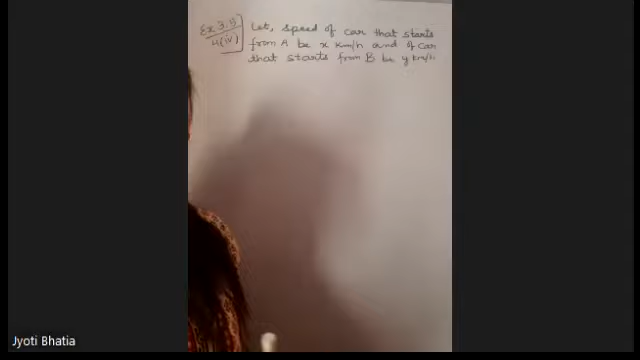 Ex 3.4
4(iv)
Let, speed of car that starts
from A be x km/h and of car
that starts from B be y km/h
Jyoti Bhatia